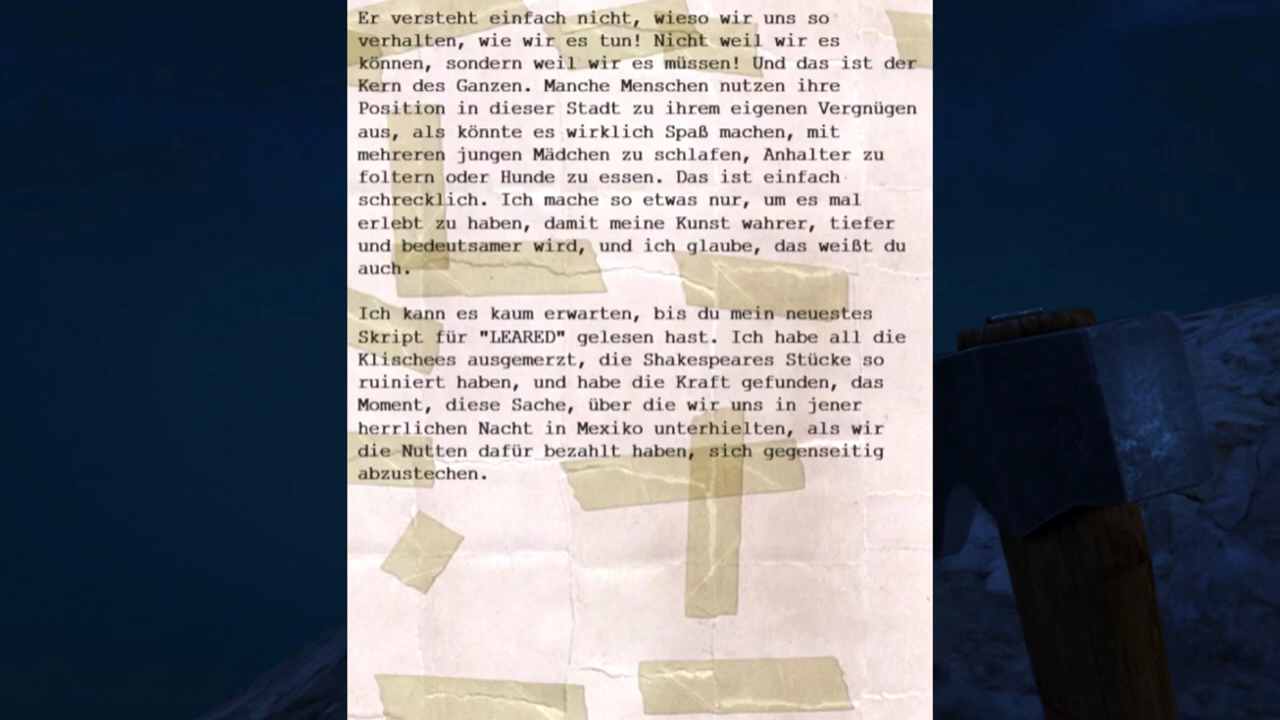 Er versteht einfach nicht, wieso wir uns so
verhalten, wie wir es tun! Nicht weil wir es
können, sondern weil wir es müssen! Und das ist der
Kern des Ganzen. Manche Menschen nutzen ihre
Position in dieser Stadt zu ihrem eigenen Vergnügen
aus, als könnte es wirklich Spaß machen, mit
mehreren jungen Mädchen zu schlafen, Anhalter zu
foltern oder Hunde zu essen. Das ist einfach
schrecklich. Ich mache so etwas nur, um es mal
erlebt zu haben, damit meine Kunst wahrer, tiefer
und bedeutsamer wird, und ich glaube, das weißt du
auch.
Ich kann es kaum erwarten, bis du mein neuestes
Skript für "LEARED" gelesen hast. Ich habe all die
Klischees ausgemerzt, die Shakespeares Stücke so
ruiniert haben, und habe die Kraft gefunden, das
Moment, diese Sache, über die wir uns in jener
herrlichen Nacht in Mexiko unterhielten, als wir
die Nutten dafür bezahlt haben, sich gegenseitig
abzustechen.